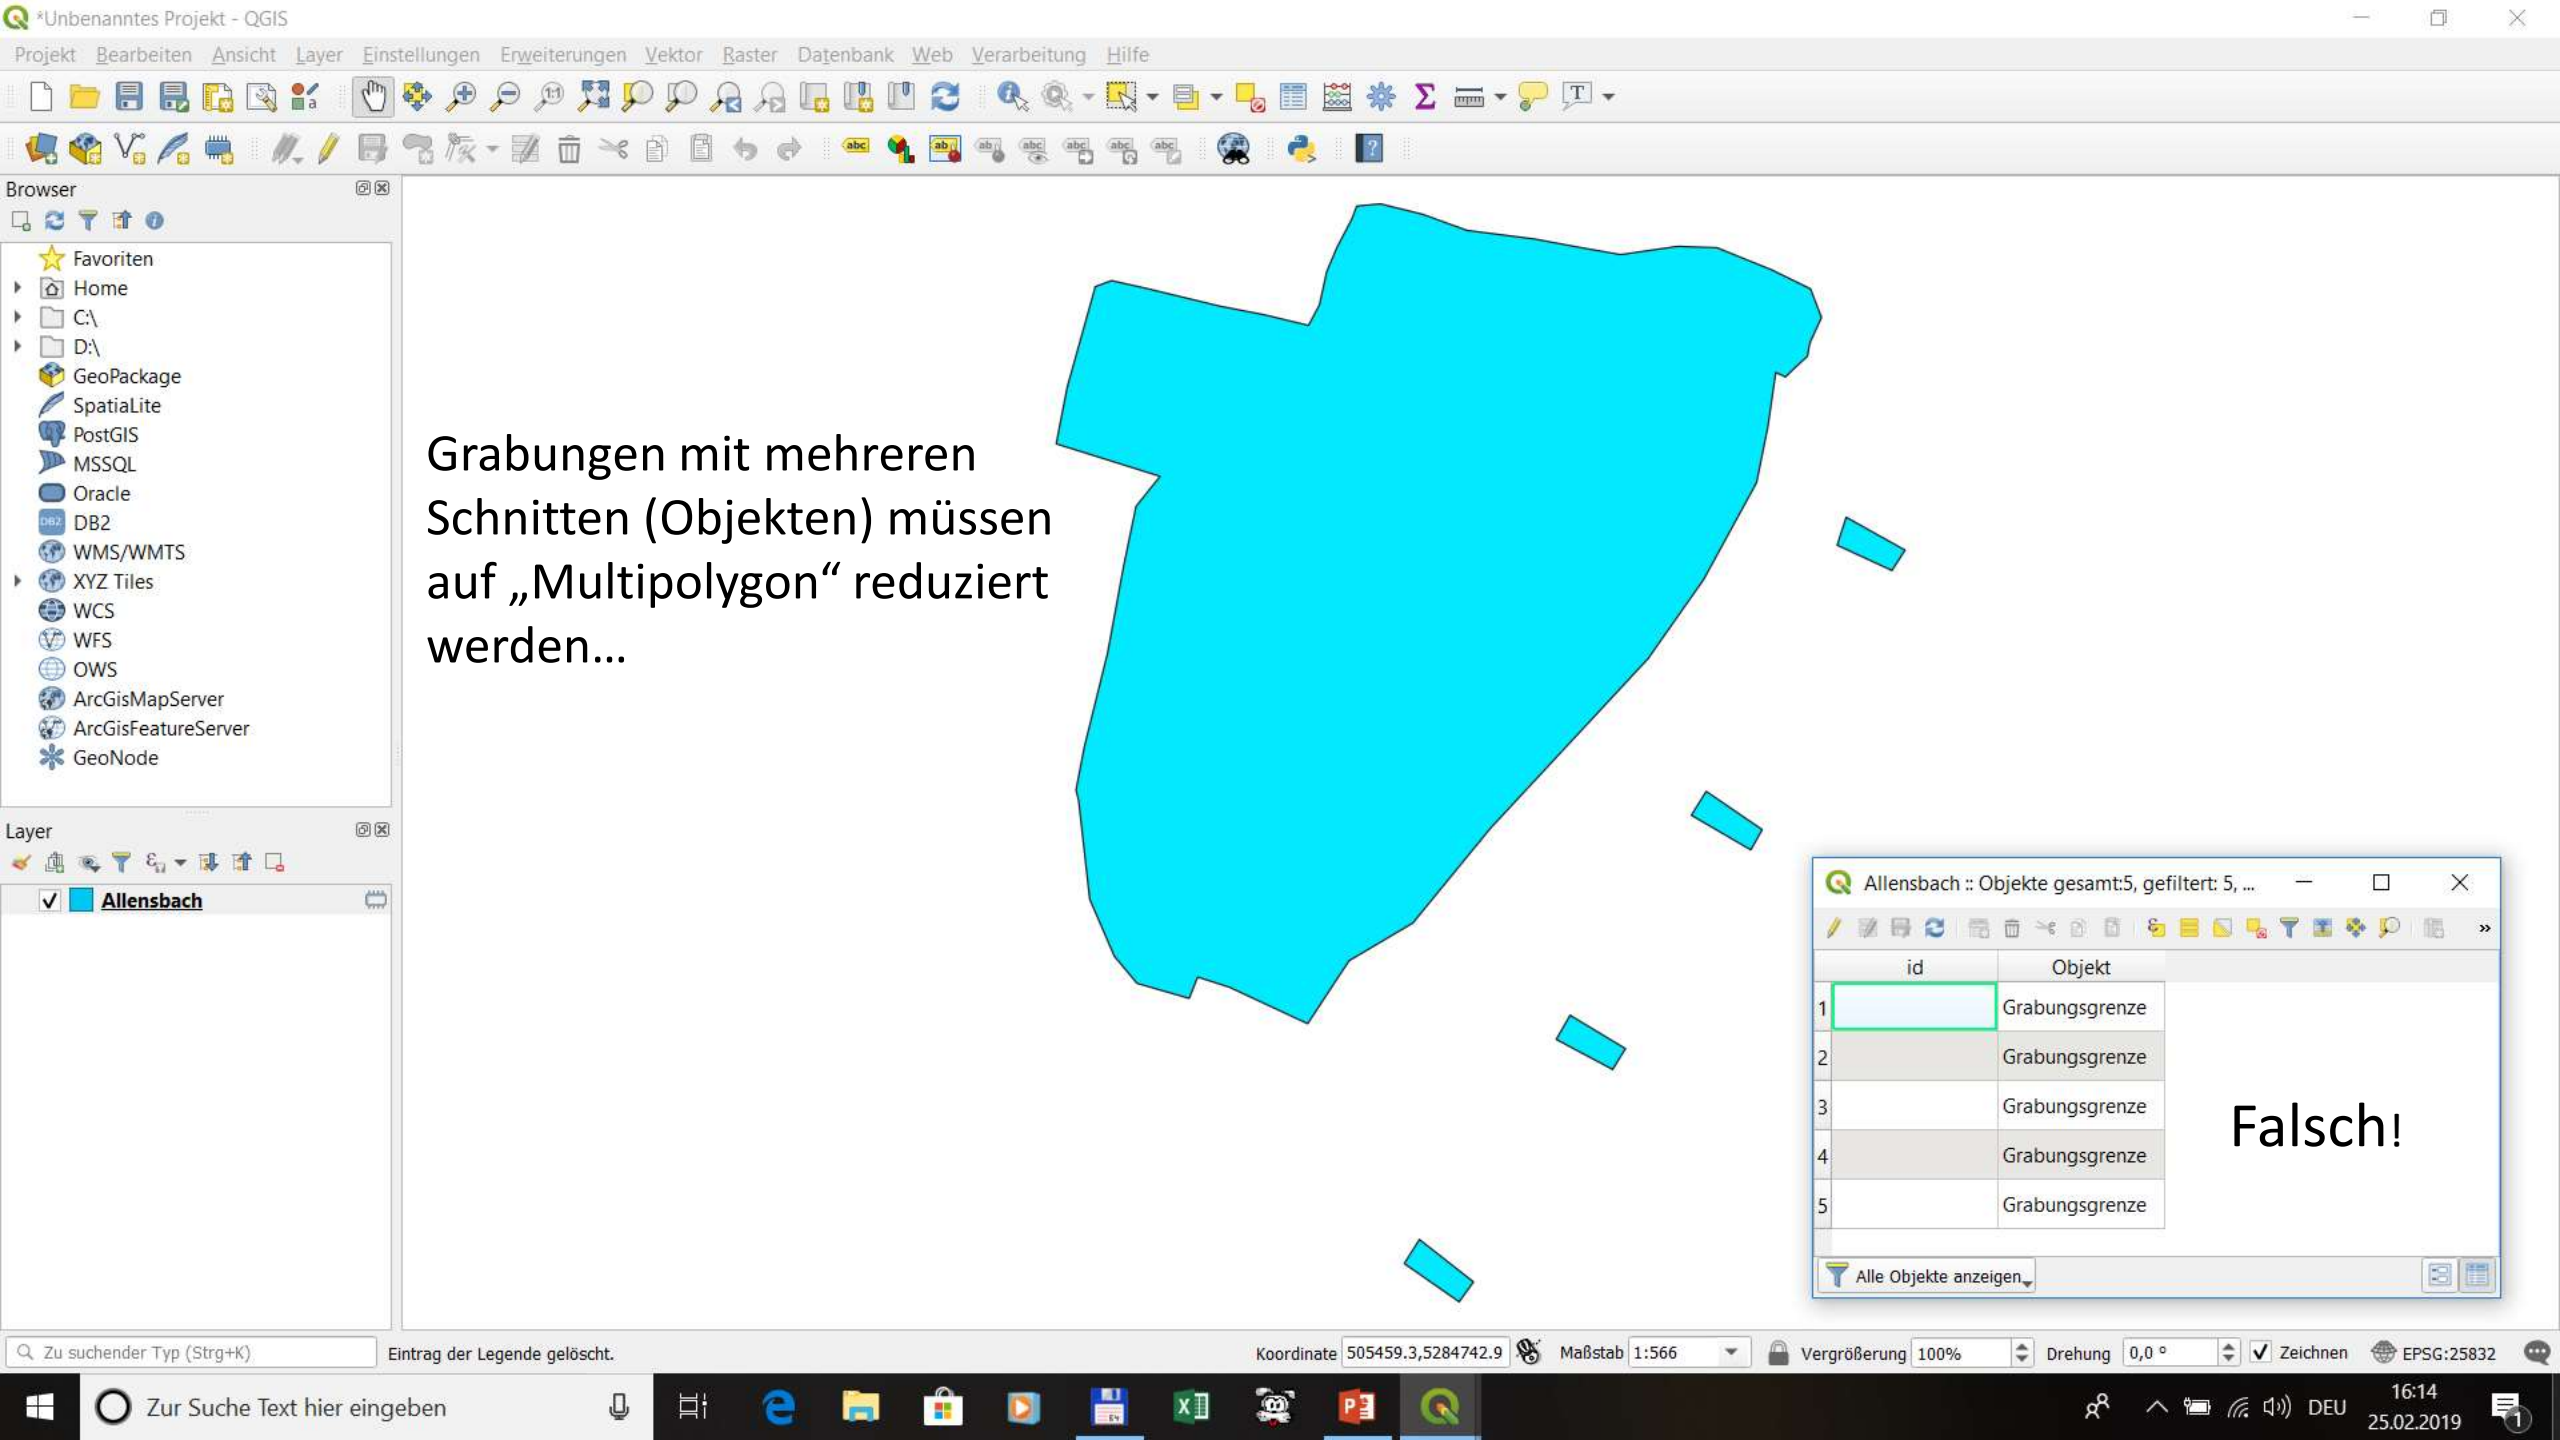 *Unbenanntes Projekt - QGIS
Projekt Bearbeiten Ansicht Layer Einstellungen Erweiterungen Vektor Raster Datenbank Web Verarbeitung Hilfe
Browser
Favoriten
Home
C:\
D:\
GeoPackage
SpatiaLite
PostGIS
MSSQL
Oracle
DB2
WMS/WMTS
XYZ Tiles
WCS
WFS
OWS
ArcGisMapServer
ArcGisFeatureServer
GeoNode
Layer
Allensbach
Grabungen mit mehreren
Schnitten (Objekten) müssen
auf „Multipolygon“ reduziert
werden...
Allensbach :: Objekte gesamt:5, gefiltert: 5, ...
id Objekt
1 Grabungsgrenze
2 Grabungsgrenze
3 Grabungsgrenze
4 Grabungsgrenze
5 Grabungsgrenze
Falsch!
Alle Objekte anzeigen
Zu suchender Typ (Strg+K) Eintrag der Legende gelöscht. Koordinate 505459.3,5284742.9 Maßstab 1:566 Vergrößerung 100% Drehung 0,0 ° Zeichnen EPSG:25832
Zur Suche Text hier eingeben
DEU
16:14
25.02.2019
1